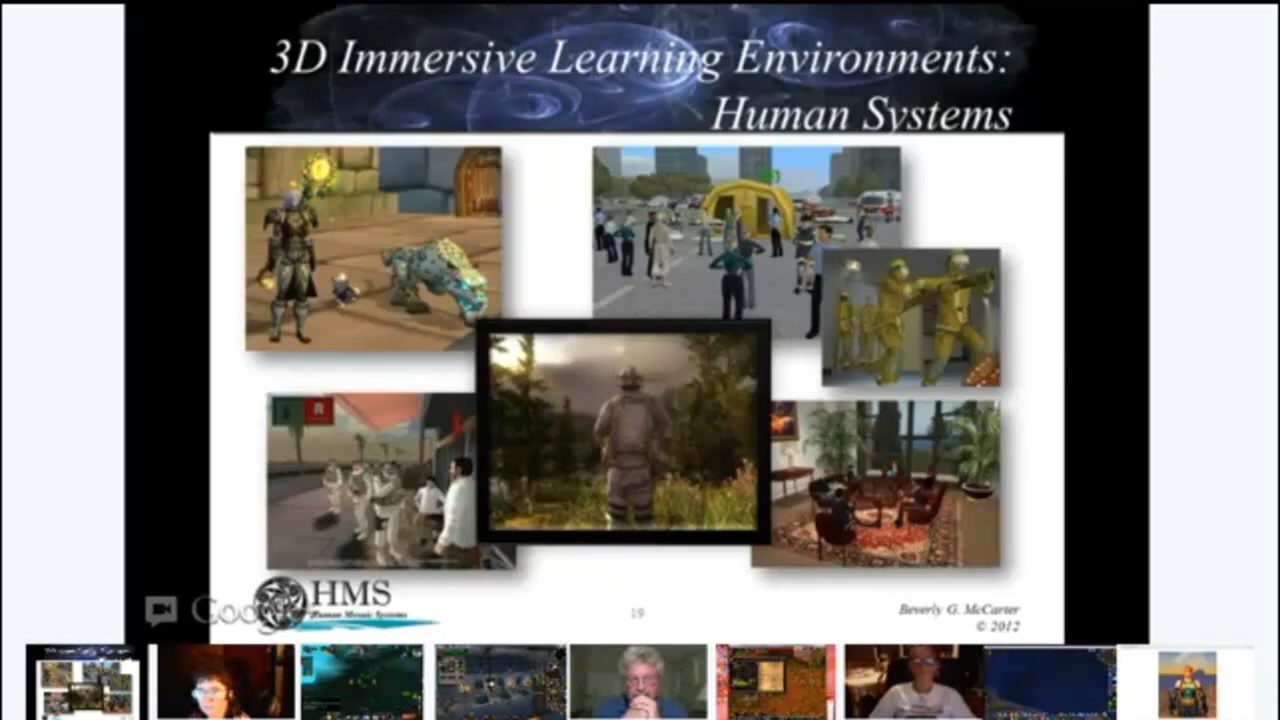 3D Immersive Learning Environments:
Human Systems
HMS
Human Mosaic Systems
19
Beverly G. McCarter
© 2012